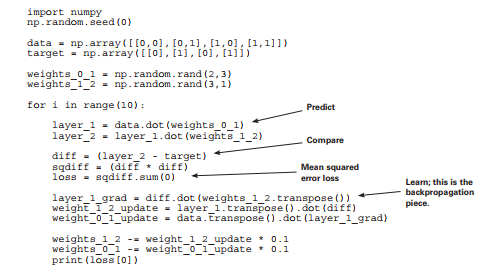 import numpy
np.random.seed(0)
data = np.array([[0,0],[0,1],[1,0],[1,1]])
target = np.array([[0],[1],[0],[1]])
weights_0_1 = np.random.rand(2,3)
weights_1_2 = np.random.rand(3,1)
for i in range(10):
Predict
layer_1 = data.dot(weights_0_1)
layer_2 = layer_1.dot(weights_1_2)
Compare
diff = (layer_2 - target)
sqdiff = (diff * diff)
loss = sqdiff.sum(0)
Mean squared
error loss
Learn; this is the
backpropagation
piece.
layer_1_grad = diff.dot(weights_1_2.transpose())
weight_1_2_update = layer_1.transpose().dot(diff)
weight_0_1_update = data.transpose().dot(layer_1_grad)
weights_1_2 -= weight_1_2_update * 0.1
weights_0_1 -= weight_0_1_update * 0.1
print(loss[0])